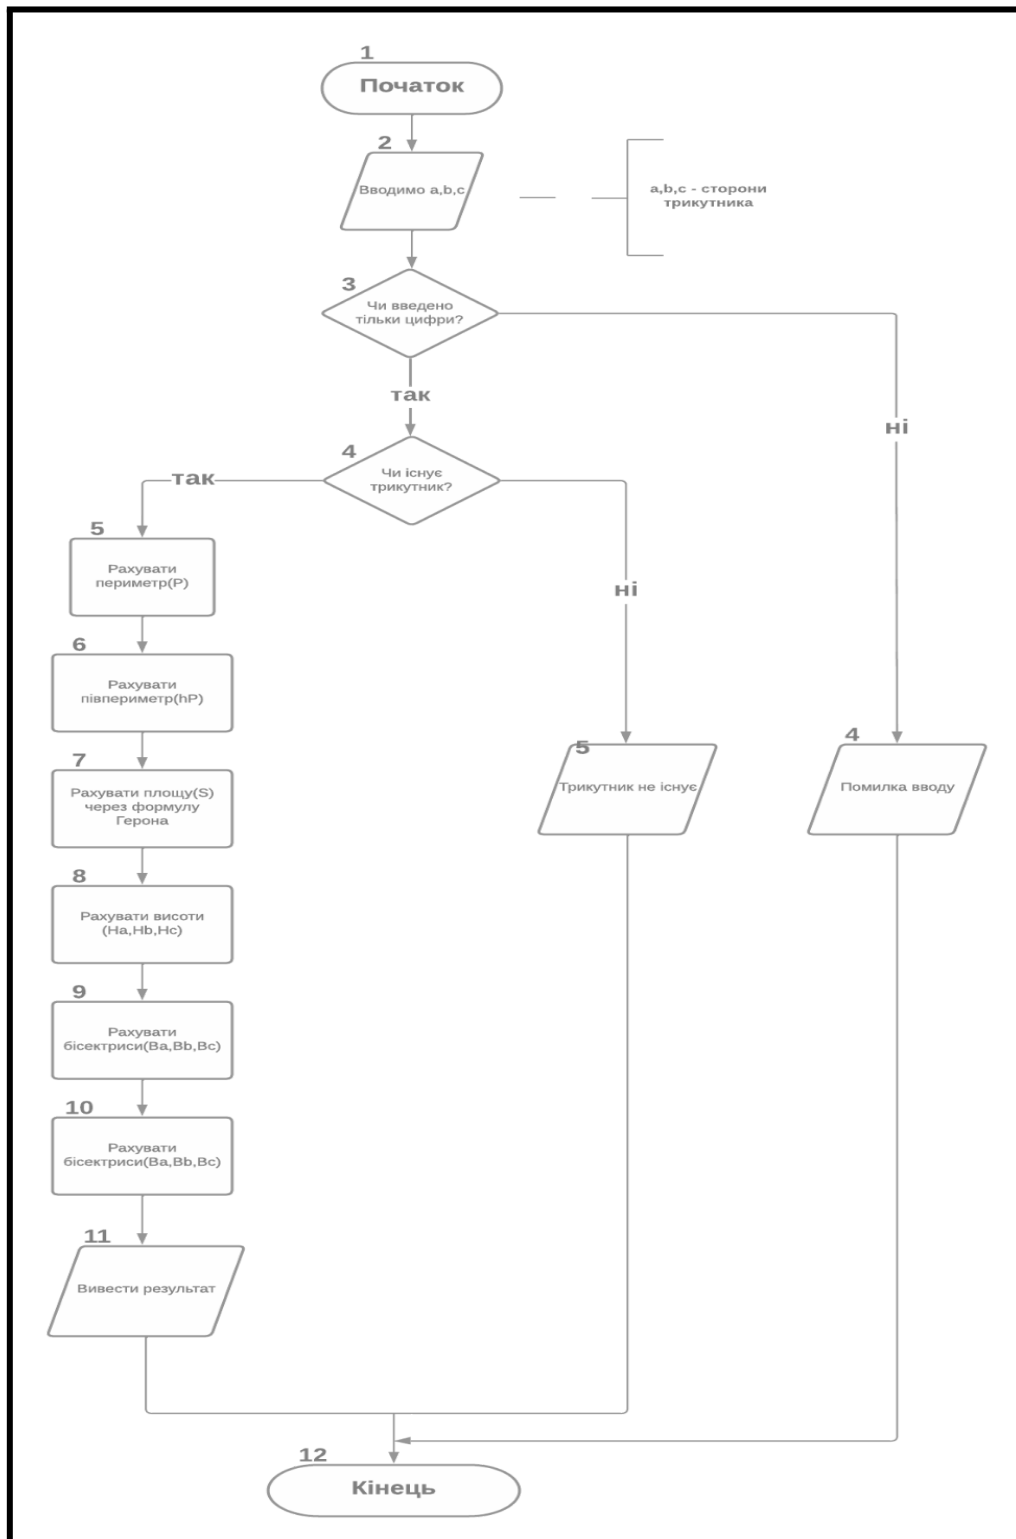 1
Початок
2
Вводимо a,b,c
a,b,c - сторони
трикутника
3
Чи введено
тільки цифри?
так
ні
4
Чи існує
трикутник?
так
ні
5
Рахувати
периметр(P)
6
Рахувати
півпериметр(hP)
5
Трикутник не існує
4
Помилка вводу
7
Рахувати площу(S)
через формулу
Герона
8
Рахувати висоти
(Ha,Hb,Hc)
9
Рахувати
бісектриси(Ba,Bb,Bc)
10
Рахувати
бісектриси(Ba,Bb,Bc)
11
Вивести результат
12
Кінець